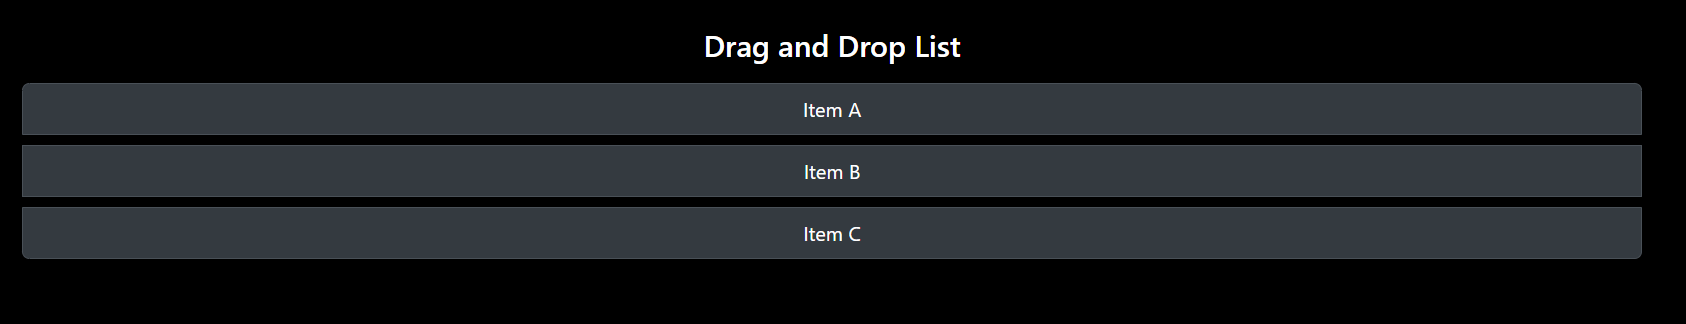 Drag and Drop List
Item A
Item B
Item C